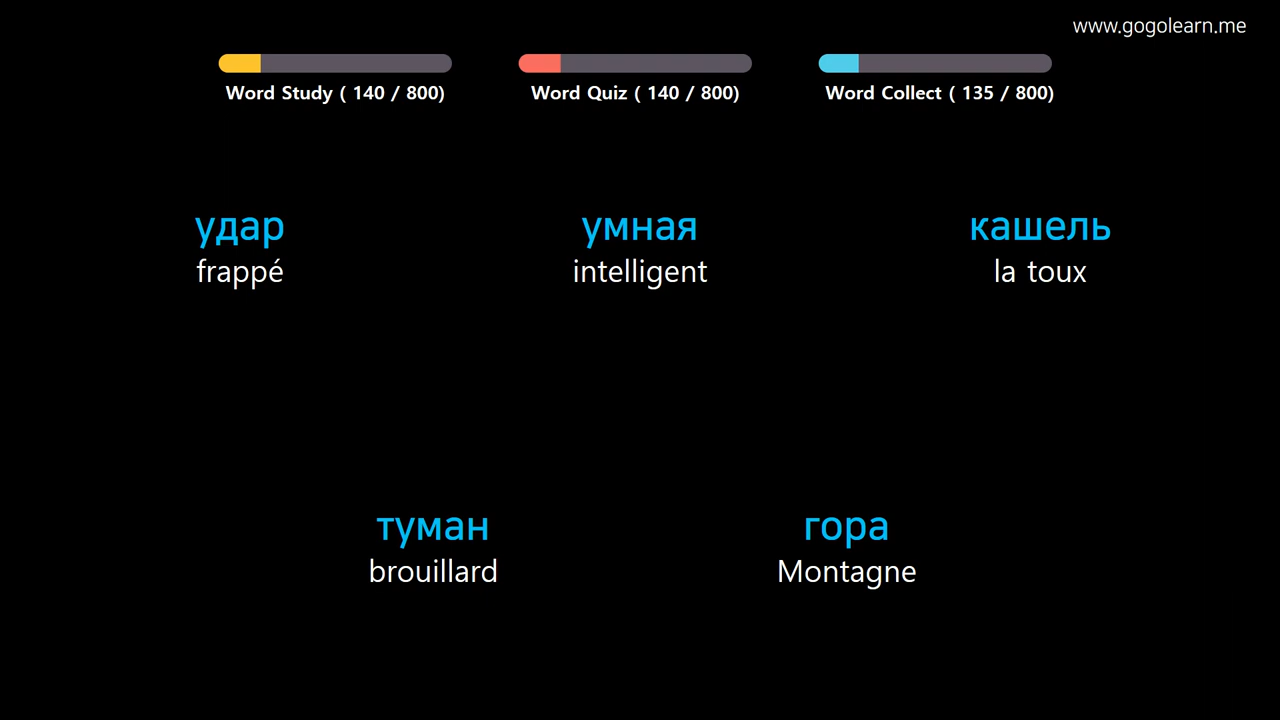 www.gogolearn.me
Word Study ( 140 / 800)
Word Quiz ( 140 / 800)
Word Collect ( 135 / 800)
удар
frappé
умная
intelligent
кашель
la toux
туман
brouillard
гора
Montagne